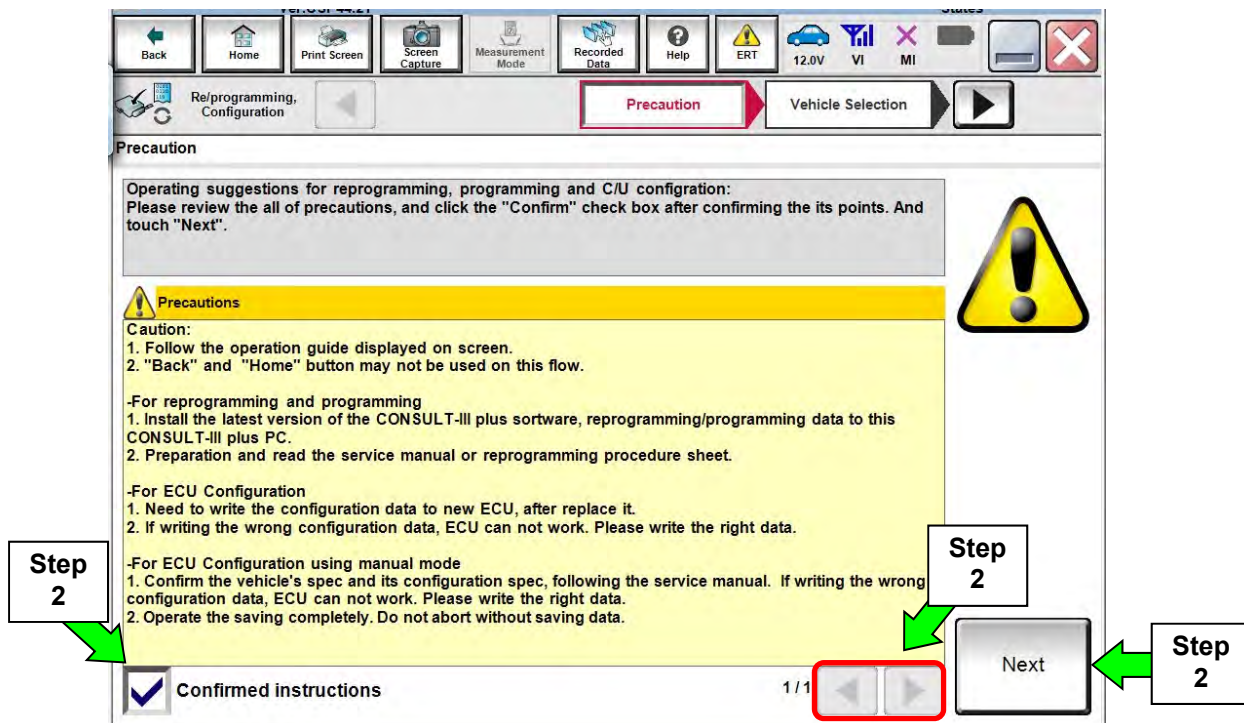 Back
Home
Print Screen
Screen
Capture
Measurement
Mode
Recorded
Data
Help
ERT
12.0V
VI
MI
Re/programming,
Configuration
Precaution
Vehicle Selection
Precaution
Operating suggestions for reprogramming, programming and C/U configration:
Please review the all of precautions, and click the "Confirm" check box after confirming the its points. And
touch "Next".
Precautions
Caution:
1. Follow the operation guide displayed on screen.
2. "Back" and "Home" button may not be used on this flow.
-For reprogramming and programming
1. Install the latest version of the CONSULT-III plus sortware, reprogramming/programming data to this
CONSULT-III plus PC.
2. Preparation and read the service manual or reprogramming procedure sheet.
-For ECU Configuration
1. Need to write the configuration data to new ECU, after replace it.
2. If writing the wrong configuration data, ECU can not work. Please write the right data.
-For ECU Configuration using manual mode
1. Confirm the vehicle's spec and its configuration spec, following the service manual. If writing the wrong
configuration data, ECU can not work. Please write the right data.
2. Operate the saving completely. Do not abort without saving data.
Step
2
Step
2
Confirmed instructions
1 / 1
Next
Step
2